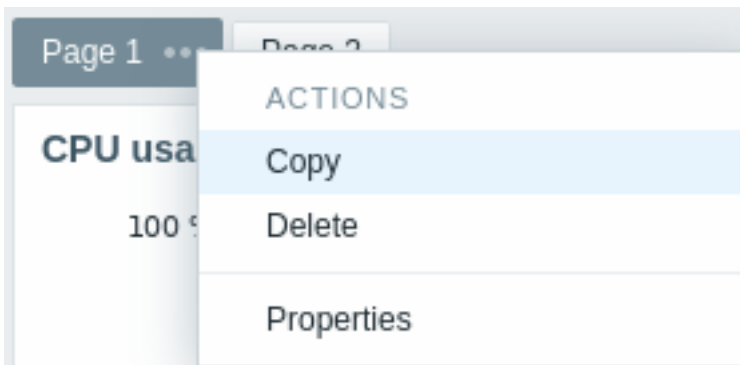 Page 1 Page 2
ACTIONS
CPU usa
Copy
100 %
Delete
Properties